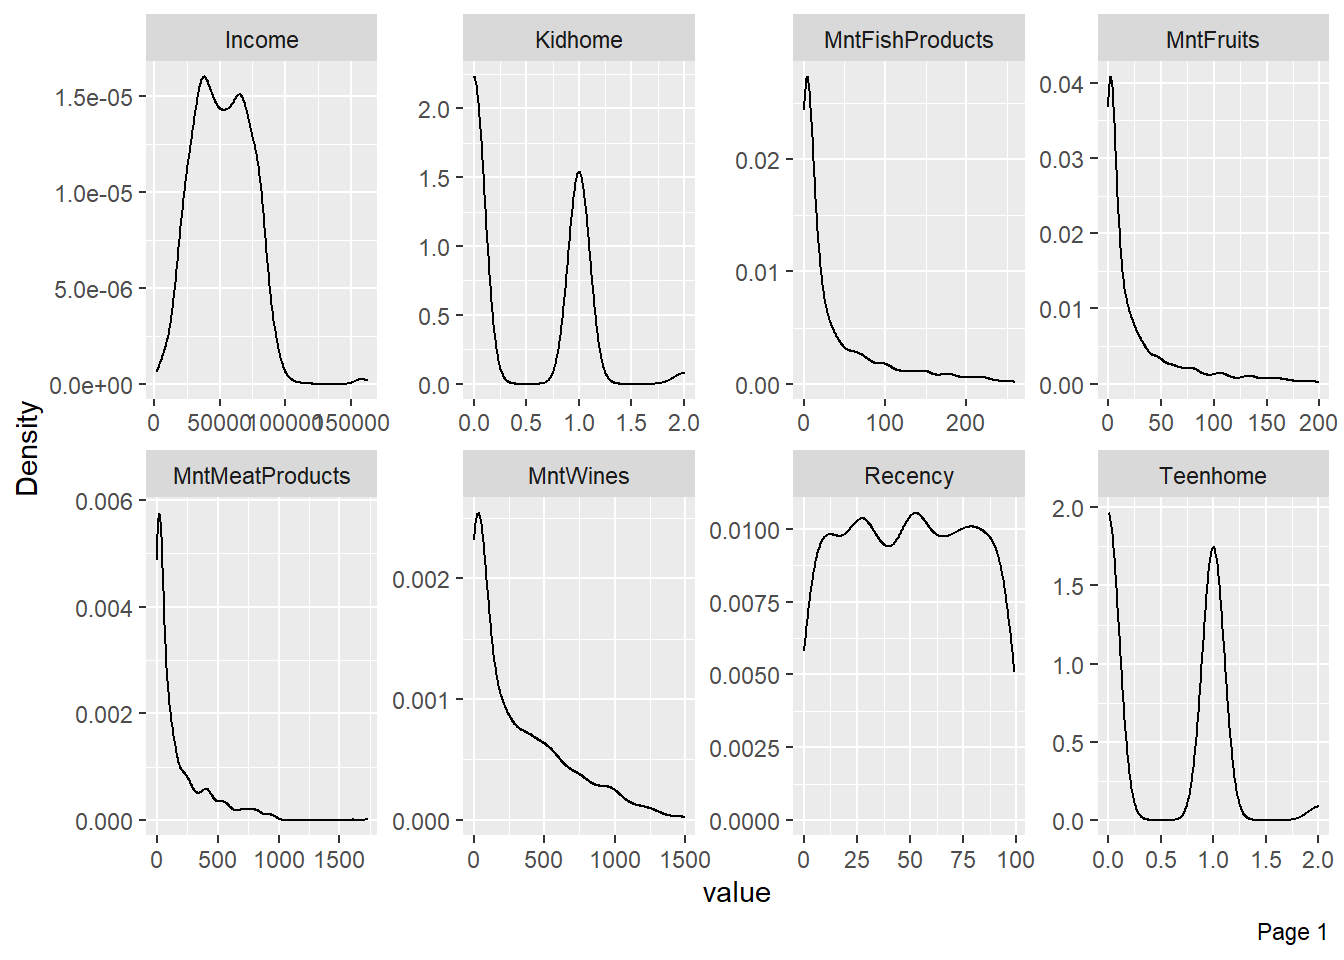 Income Kidhome MntFishProducts MntFruits
1.5e-05
1.0e-05
5.0e-06
0.0e+00
0 50000 100000 150000
2.0
1.5
1.0
0.5
0.0
0.0 0.5 1.0 1.5 2.0
0.02
0.01
0.00
0 100 200
0.04
0.03
0.02
0.01
0.00
0 50 100 150 200
Density
MntMeatProducts MntWines Recency Teenhome
0.006
0.004
0.002
0.000
0 500 1000 1500
0.002
0.001
0.000
0 500 1000 1500
0.0100
0.0075
0.0050
0.0025
0.0000
0 25 50 75 100
2.0
1.5
1.0
0.5
0.0
0.0 0.5 1.0 1.5 2.0
value
Page 1